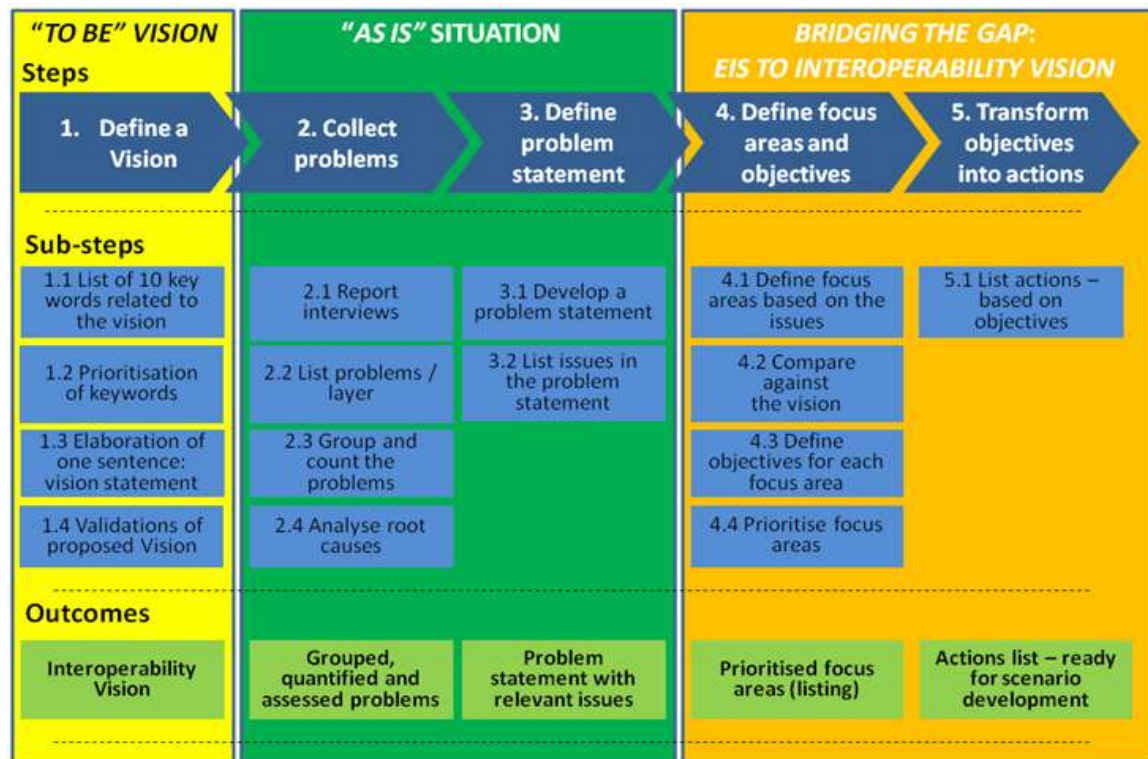 "TO BE" VISION
"AS IS" SITUATION
BRIDGING THE GAP:
EIS TO INTEROPERABILITY VISION
Steps
1. Define a
Vision
2. Collect
problems
3. Define
problem
statement
4. Define focus
areas and
objectives
5. Transform
objectives
into actions
Sub-steps
1.1 List of 10 key
words related to
the vision
1.2 Prioritisation
of keywords
1.3 Elaboration of
one sentence:
vision statement
1.4 Validations of
proposed Vision
2.1 Report
interviews
2.2 List problems /
layer
2.3 Group and
count the
problems
2.4 Analyse root
causes
3.1 Develop a
problem statement
3.2 List issues in
the problem
statement
4.1 Define focus
areas based on the
issues
4.2 Compare
against
the vision
4.3 Define
objectives for each
focus area
4.4 Prioritise focus
areas
5.1 List actions –
based on
objectives
Outcomes
Interoperability
Vision
Grouped,
quantified and
assessed problems
Problem
statement with
relevant issues
Prioritised focus
areas (listing)
Actions list – ready
for scenario
development